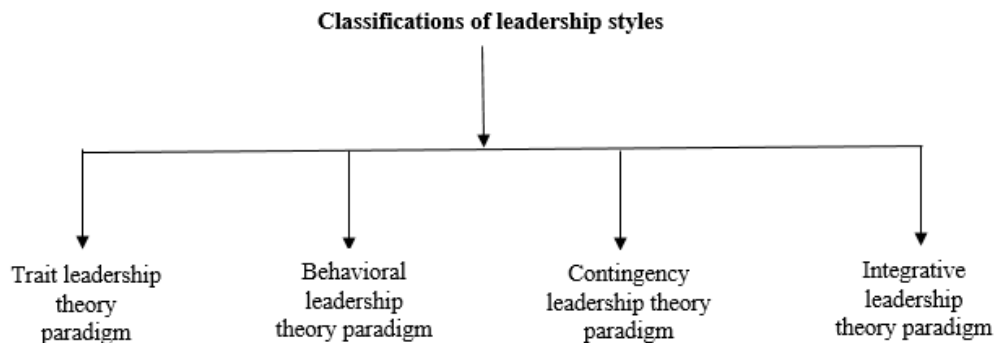 Classifications of leadership styles
Trait leadership
theory
paradigm
Behavioral
leadership
theory paradigm
Contingency
leadership theory
paradigm
Integrative
leadership
theory paradigm